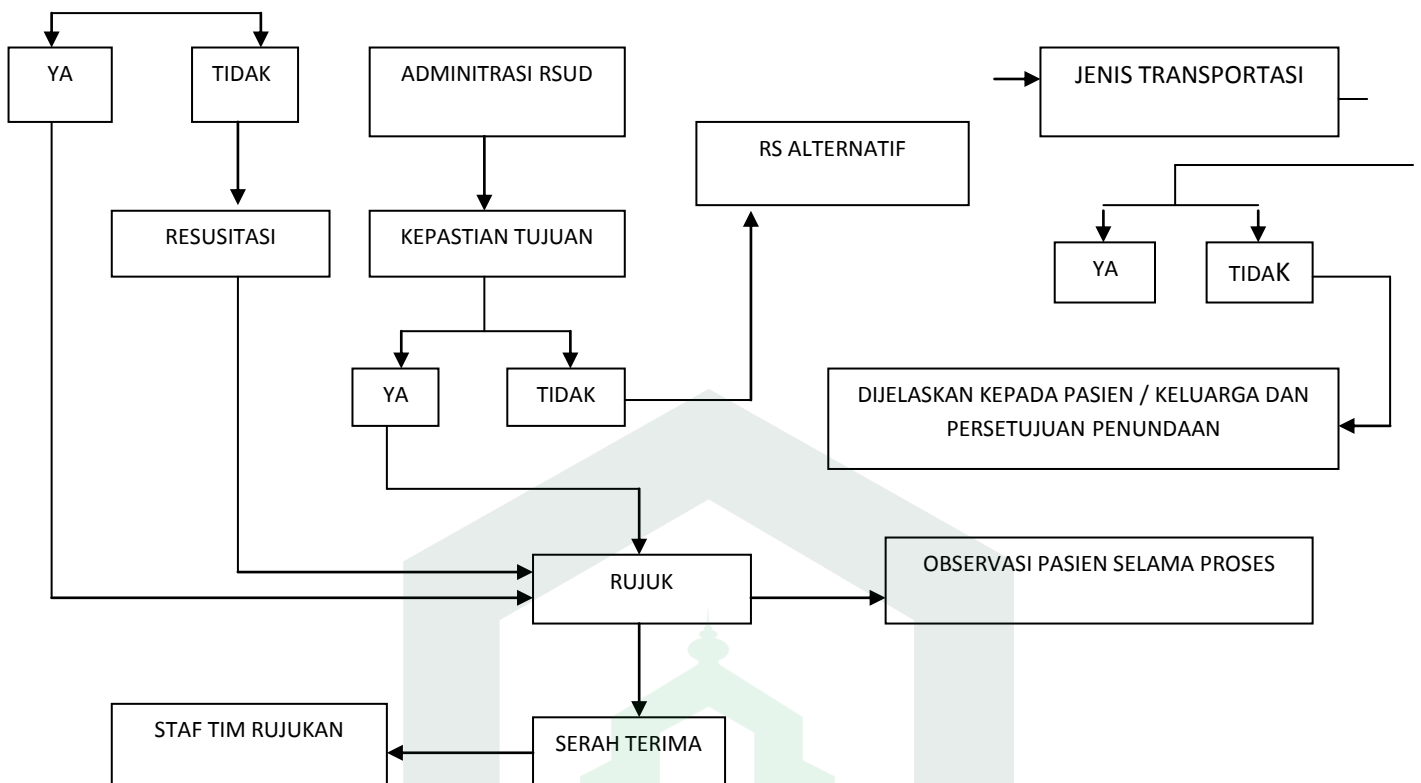 YA
TIDAK
ADMINITRASI RSUD
JENIS TRANSPORTASI
RS ALTERNATIF
RESUSITASI
KEPASTIAN TUJUAN
YA
TIDAK
YA
TIDAK
DIJELASKAN KEPADA PASIEN / KELUARGA DAN
PERSETUJUAN PENUNDAAN
RUJUK
OBSERVASI PASIEN SELAMA PROSES
STAF TIM RUJUKAN
SERAH TERIMA